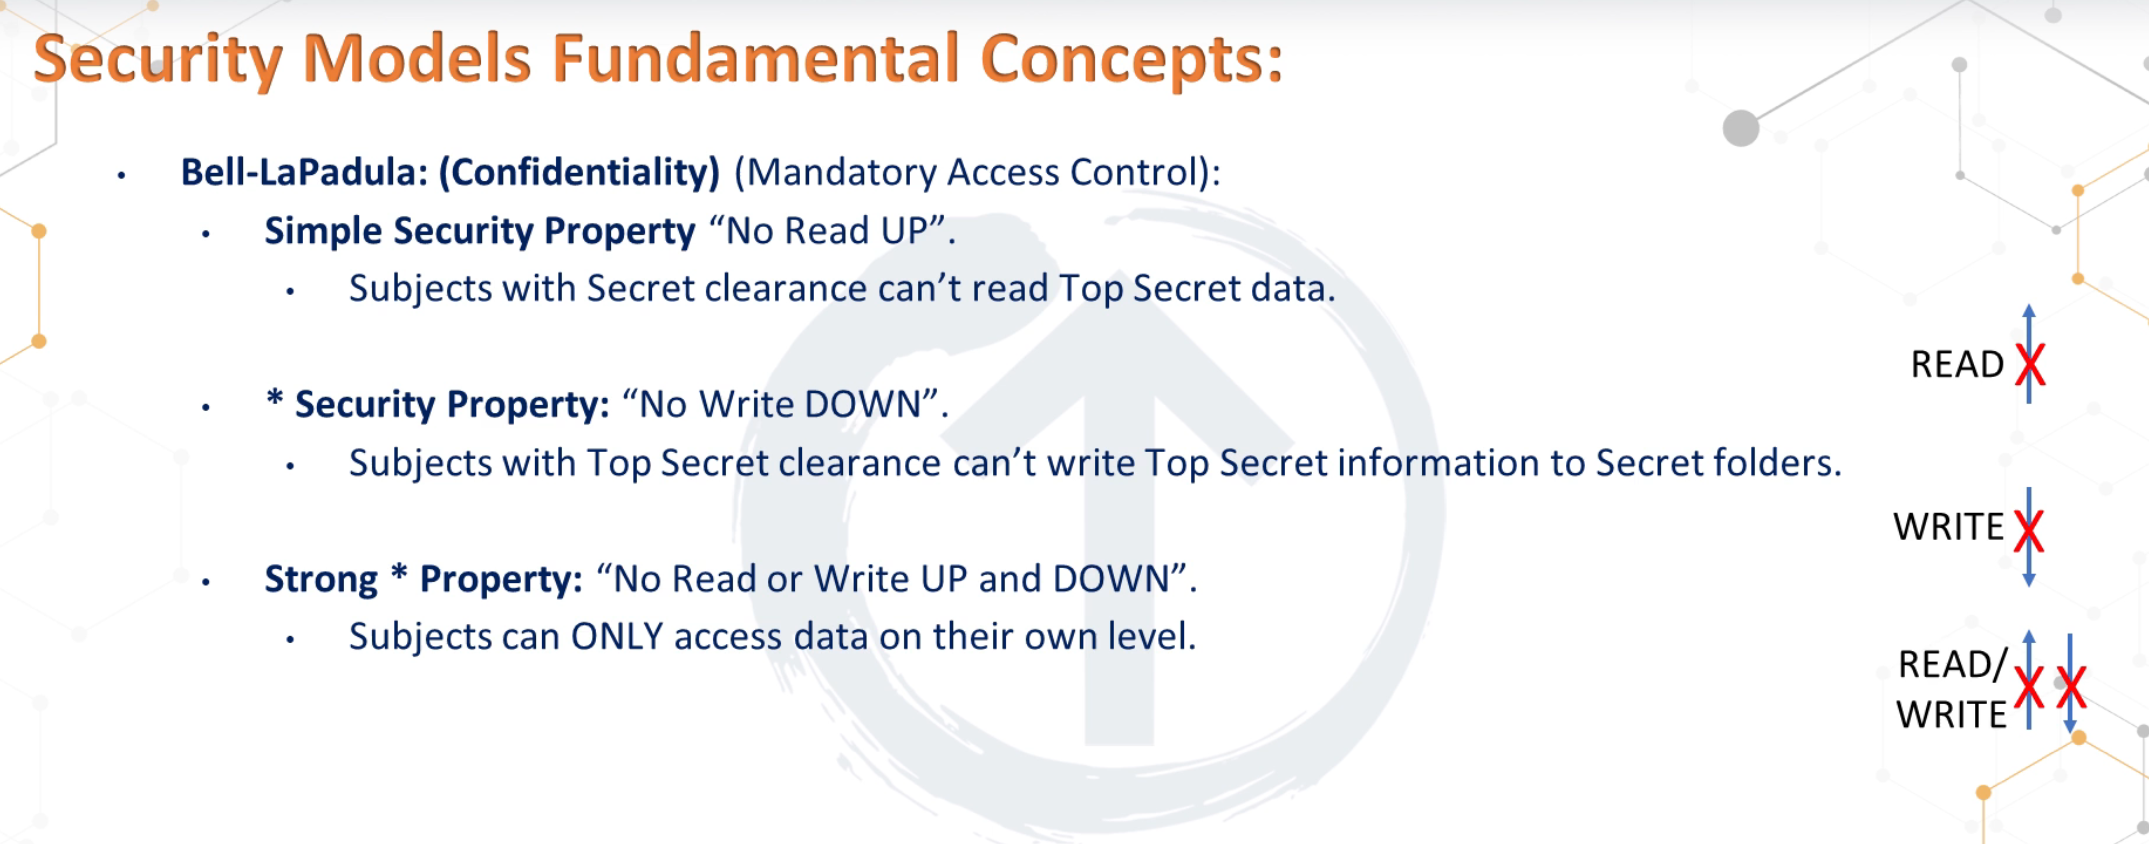 Security Models Fundamental Concepts:
• Bell-LaPadula: (Confidentiality) (Mandatory Access Control):
• Simple Security Property “No Read UP”.
• Subjects with Secret clearance can’t read Top Secret data.
READ X
• * Security Property: “No Write DOWN”.
• Subjects with Top Secret clearance can’t write Top Secret information to Secret folders.
WRITE X
• Strong * Property: “No Read or Write UP and DOWN”.
• Subjects can ONLY access data on their own level.
READ/
WRITE X X